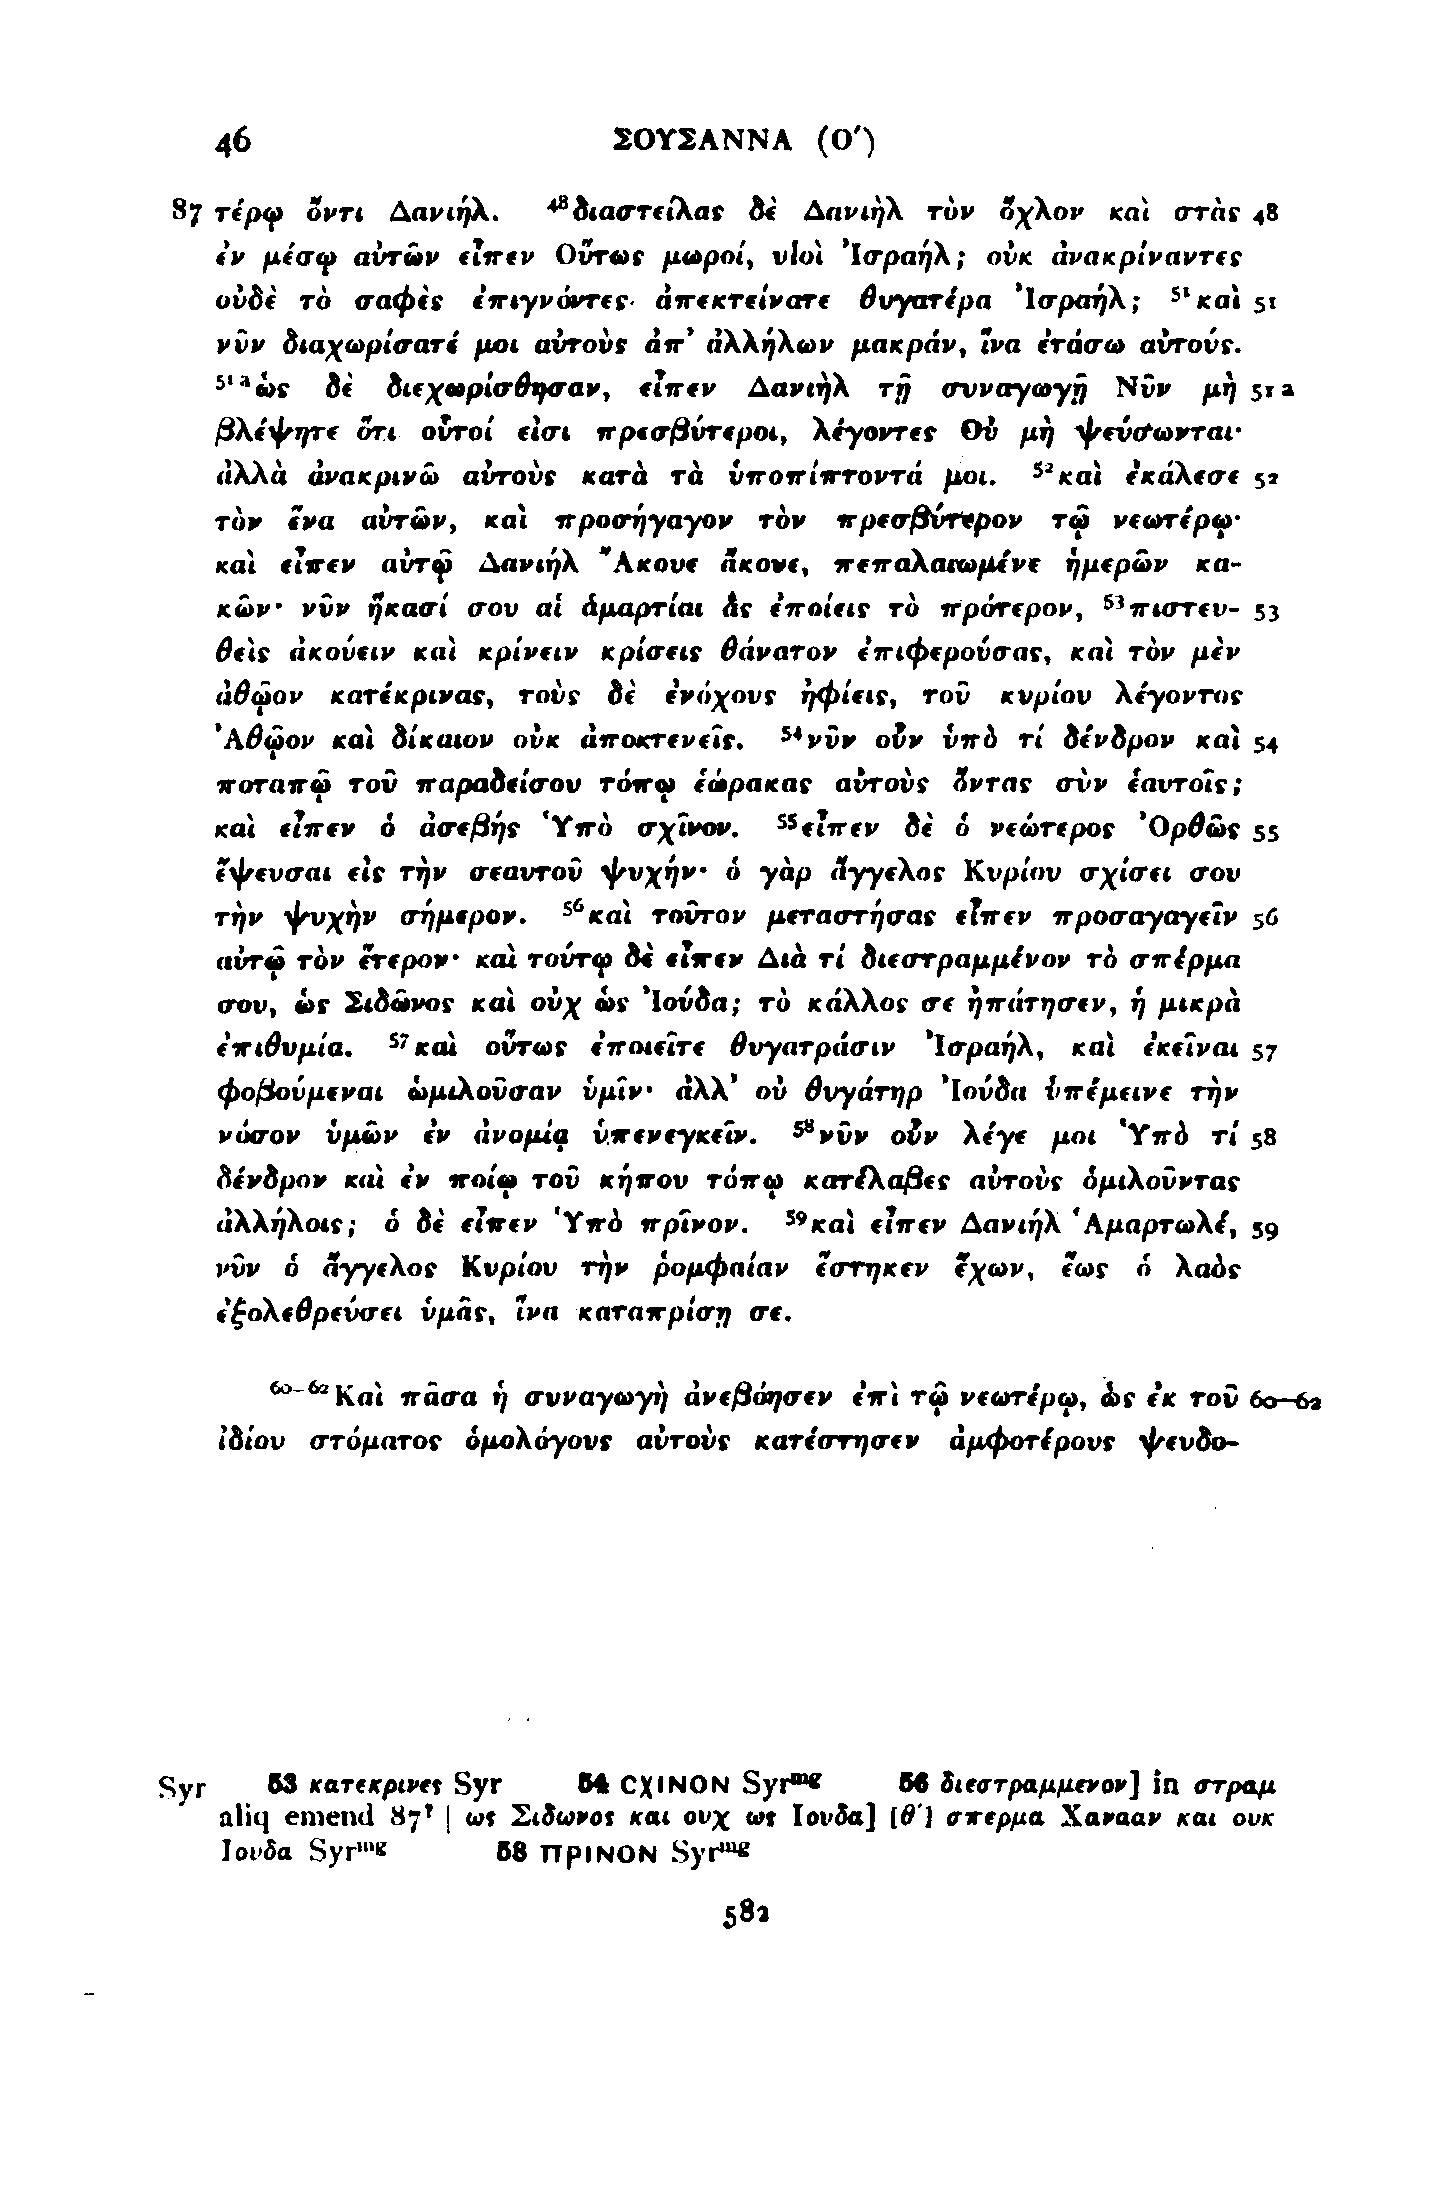 46 ΣΟΥΣΑΝΝΑ (Ο′)
87 τέρῳ ὄντι Δανιήλ. ⁴⁸διαστείλας δὲ Δανιὴλ τὸν ὄχλον καὶ στὰς 48
ἐν μέσῳ αὐτῶν εἶπεν Οὕτως μωροί, υἱοὶ Ἰσραήλ; οὐκ ἀνακρίναντες
οὐδὲ τὸ σαφὲς ἐπιγνόντες ἀπεκτείνατε θυγατέρα Ἰσραήλ; ⁵¹καὶ 51
νῦν διαχωρίσατέ μοι αὐτοὺς ἀπ’ ἀλλήλων μακράν, ἵνα ἐτάσω αὐτούς.
⁵¹ᵃὡς δὲ διεχωρίσθησαν, εἶπεν Δανιὴλ τῇ συναγωγῇ Νῦν μὴ 51 a
βλέψητε ὅτι οὗτοί εἰσι πρεσβύτεροι, λέγοντες Οὐ μὴ ψεύσωνται·
ἀλλὰ ἀνακρινῶ αὐτοὺς κατὰ τὰ ὑποπίπτοντά μοι. ⁵²καὶ ἐκάλεσε 52
τὸν ἕνα αὐτῶν, καὶ προσήγαγον τὸν πρεσβύτερον τῷ νεωτέρῳ·
καὶ εἶπεν αὐτῷ Δανιήλ Ἄκουε ἄκουε, πεπαλαιωμένε ἡμερῶν κα-
κῶν· νῦν ἥκασί σου αἱ ἁμαρτίαι ἃς ἐποίεις τὸ πρότερον, ⁵³πιστευ- 53
θεὶς ἀκούειν καὶ κρίνειν κρίσεις θάνατον ἐπιφερούσας, καὶ τὸν μὲν
ἀθῷον κατέκρινας, τοὺς δὲ ἐνόχους ἠφίεις, τοῦ κυρίου λέγοντος
Ἀθῷον καὶ δίκαιον οὐκ ἀποκτενεῖς. ⁵⁴νῦν οὖν ὑπὸ τί δένδρον καὶ 54
ποταπῷ τοῦ παραδείσου τόπῳ ἑώρακας αὐτοὺς ὄντας σὺν ἑαυτοῖς;
καὶ εἶπεν ὁ ἀσεβής Ὑπὸ σχῖνον. ⁵⁵εἶπεν δὲ ὁ νεώτερος Ὀρθῶς 55
ἔψευσαι εἰς τὴν σεαυτοῦ ψυχήν· ὁ γὰρ ἄγγελος Κυρίου σχίσει σου
τὴν ψυχὴν σήμερον. ⁵⁶καὶ τοῦτον μεταστήσας εἶπεν προσαγαγεῖν 56
αὐτῷ τὸν ἕτερον· καὶ τούτῳ δὲ εἶπεν Διὰ τί διεστραμμένον τὸ σπέρμα
σου, ὡς Σιδῶνος καὶ οὐχ ὡς Ἰούδα; τὸ κάλλος σε ἠπάτησεν, ἡ μικρὰ
ἐπιθυμία. ⁵⁷καὶ οὕτως ἐποιεῖτε θυγατράσιν Ἰσραήλ, καὶ ἐκεῖναι 57
φοβούμεναι ὡμιλοῦσαν ὑμῖν· ἀλλ’ οὐ θυγάτηρ Ἰούδα ὑπέμεινε τὴν
νόσον ὑμῶν ἐν ἀνομίᾳ ὑπενεγκεῖν. ⁵⁸νῦν οὖν λέγε μοι Ὑπὸ τί 58
δένδρον καὶ ἐν ποίῳ τοῦ κήπου τόπῳ κατέλαβες αὐτοὺς ὁμιλοῦντας
ἀλλήλοις; ὁ δὲ εἶπεν Ὑπὸ πρῖνον. ⁵⁹καὶ εἶπεν Δανιήλ Ἁμαρτωλέ, 59
νῦν ὁ ἄγγελος Κυρίου τὴν ῥομφαίαν ἕστηκεν ἔχων, ἕως ὁ λαὸς
ἐξολεθρεύσει ὑμᾶς, ἵνα καταπρίσῃ σε.
⁶⁰⁻⁶²Καὶ πᾶσα ἡ συναγωγὴ ἀνεβόησεν ἐπὶ τῷ νεωτέρῳ, ὡς ἐκ τοῦ 60—62
ἰδίου στόματος ὁμολόγους αὐτοὺς κατέστησεν ἀμφοτέρους ψευδο-
Syr 53 κατεκρινες Syr 54 CΧΙΝΟΝ Syrᵐᵍ 56 διεστραμμενον] in στραμ
aliq emend 87ˀ | ως Σιδωνος και ουχ ως Ιουδα] [θ′] σπερμα Χανααν και ουκ
Ιουδα Syrᵐᵍ 58 ΠΡΙΝΟΝ Syrᵐᵍ
582